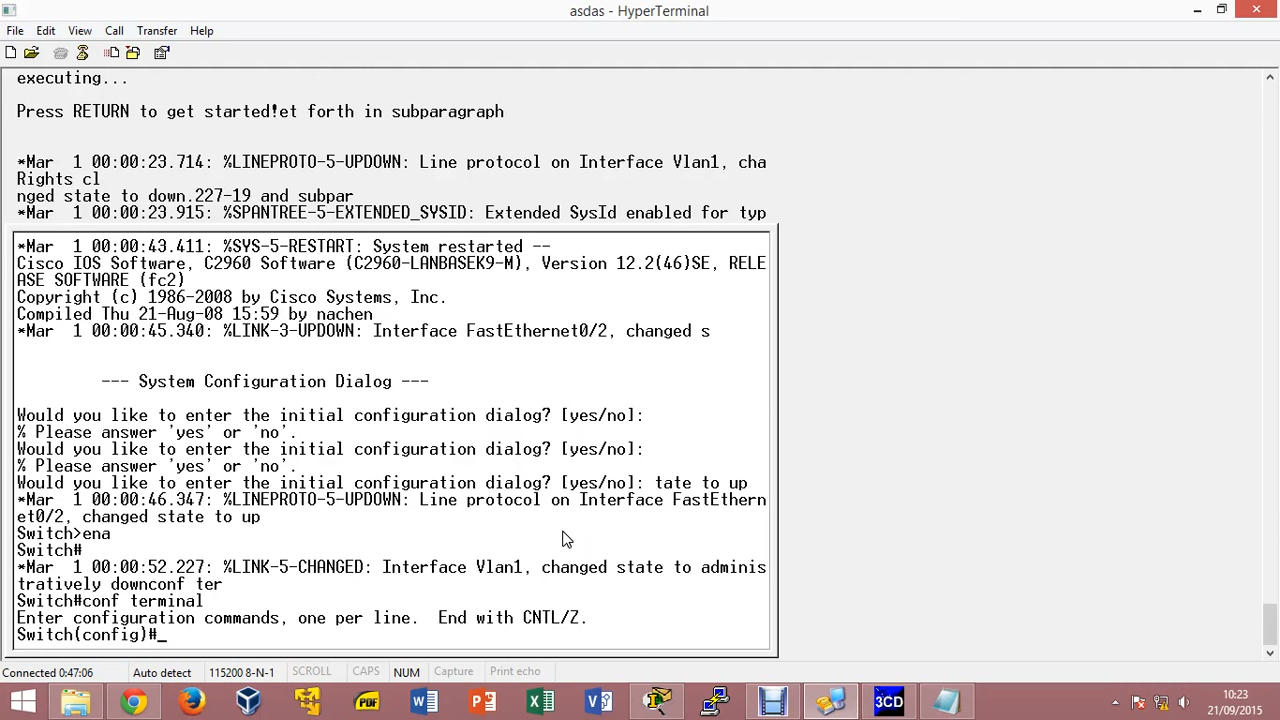 asdas - HyperTerminal
File Edit View Call Transfer Help
executing...
Press RETURN to get started!et forth in subparagraph
*Mar  1 00:00:23.714: %LINEPROTO-5-UPDOWN: Line protocol on Interface Vlan1, cha
Rights cl
nged state to down.227-19 and subpar
*Mar  1 00:00:23.915: %SPANTREE-5-EXTENDED_SYSID: Extended SysId enabled for typ
*Mar  1 00:00:43.411: %SYS-5-RESTART: System restarted --
Cisco IOS Software, C2960 Software (C2960-LANBASEK9-M), Version 12.2(46)SE, RELE
ASE SOFTWARE (fc2)
Copyright (c) 1986-2008 by Cisco Systems, Inc.
Compiled Thu 21-Aug-08 15:59 by nachen
*Mar  1 00:00:45.340: %LINK-3-UPDOWN: Interface FastEthernet0/2, changed s
--- System Configuration Dialog ---
Would you like to enter the initial configuration dialog? [yes/no]:
% Please answer 'yes' or 'no'.
Would you like to enter the initial configuration dialog? [yes/no]:
% Please answer 'yes' or 'no'.
Would you like to enter the initial configuration dialog? [yes/no]: tate to up
*Mar  1 00:00:46.347: %LINEPROTO-5-UPDOWN: Line protocol on Interface FastEthern
et0/2, changed state to up
Switch>ena
Switch#
*Mar  1 00:00:52.227: %LINK-5-CHANGED: Interface Vlan1, changed state to adminis
tratively downconf ter
Switch#conf terminal
Enter configuration commands, one per line.  End with CNTL/Z.
Switch(config)#_
Connected 0:47:06 Auto detect 115200 8-N-1 SCROLL CAPS NUM Capture Print echo
PDF 3CD 10:23
21/09/2015